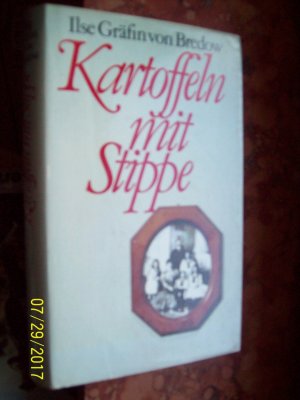 Ilse Gräfin von Bredow
Kartoffeln
mit
Stippe
07/29/2017